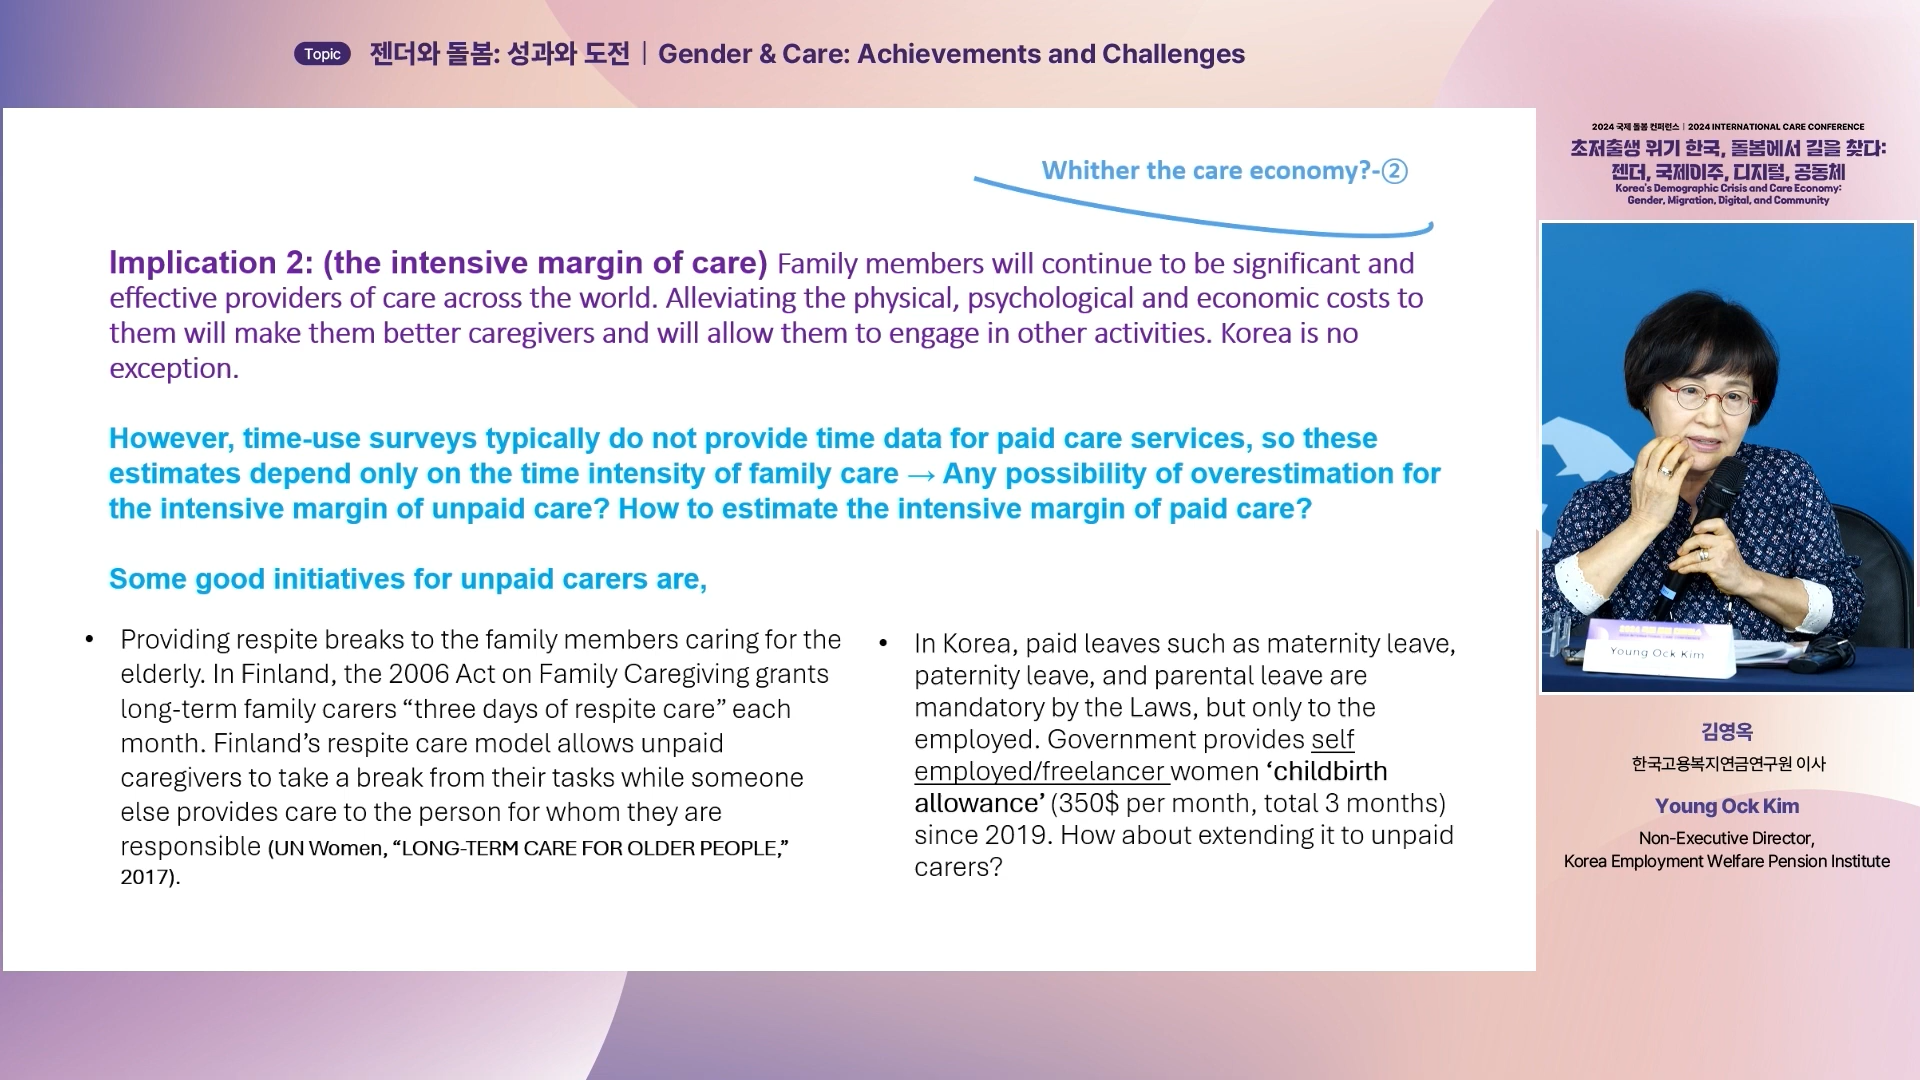 Topic 젠더와 돌봄: 성과와 도전 | Gender & Care: Achievements and Challenges
Whither the care economy?-②
Implication 2: (the intensive margin of care) Family members will continue to be significant and
effective providers of care across the world. Alleviating the physical, psychological and economic costs to
them will make them better caregivers and will allow them to engage in other activities. Korea is no
exception.
However, time-use surveys typically do not provide time data for paid care services, so these
estimates depend only on the time intensity of family care → Any possibility of overestimation for
the intensive margin of unpaid care? How to estimate the intensive margin of paid care?
Some good initiatives for unpaid carers are,
• Providing respite breaks to the family members caring for the
elderly. In Finland, the 2006 Act on Family Caregiving grants
long-term family carers “three days of respite care” each
month. Finland’s respite care model allows unpaid
caregivers to take a break from their tasks while someone
else provides care to the person for whom they are
responsible (UN Women, “LONG-TERM CARE FOR OLDER PEOPLE,”
2017).
• In Korea, paid leaves such as maternity leave,
paternity leave, and parental leave are
mandatory by the Laws, but only to the
employed. Government provides self
employed/freelancer women ‘childbirth
allowance’ (350$ per month, total 3 months)
since 2019. How about extending it to unpaid
carers?
2024 국제 돌봄 컨퍼런스 | 2024 INTERNATIONAL CARE CONFERENCE
초저출생 위기 한국, 돌봄에서 길을 찾다:
젠더, 국제이주, 디지털, 공동체
Korea's Demographic Crisis and Care Economy:
Gender, Migration, Digital, and Community
Young Ock Kim
김영옥
한국고용복지연금연구원 이사
Young Ock Kim
Non-Executive Director,
Korea Employment Welfare Pension Institute